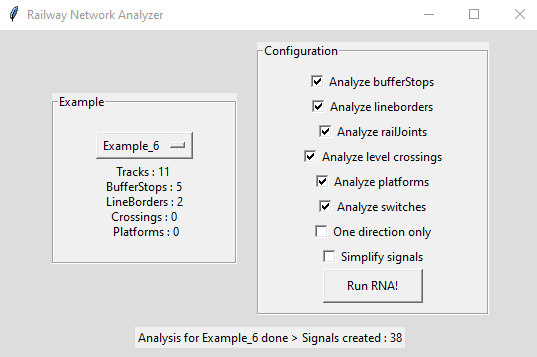 Railway Network Analyzer
Example
Example_6
Tracks : 11
BufferStops : 5
LineBorders : 2
Crossings : 0
Platforms : 0
Configuration
Analyze bufferStops
Analyze lineborders
Analyze railJoints
Analyze level crossings
Analyze platforms
Analyze switches
One direction only
Simplify signals
Run RNA!
Analysis for Example_6 done > Signals created : 38